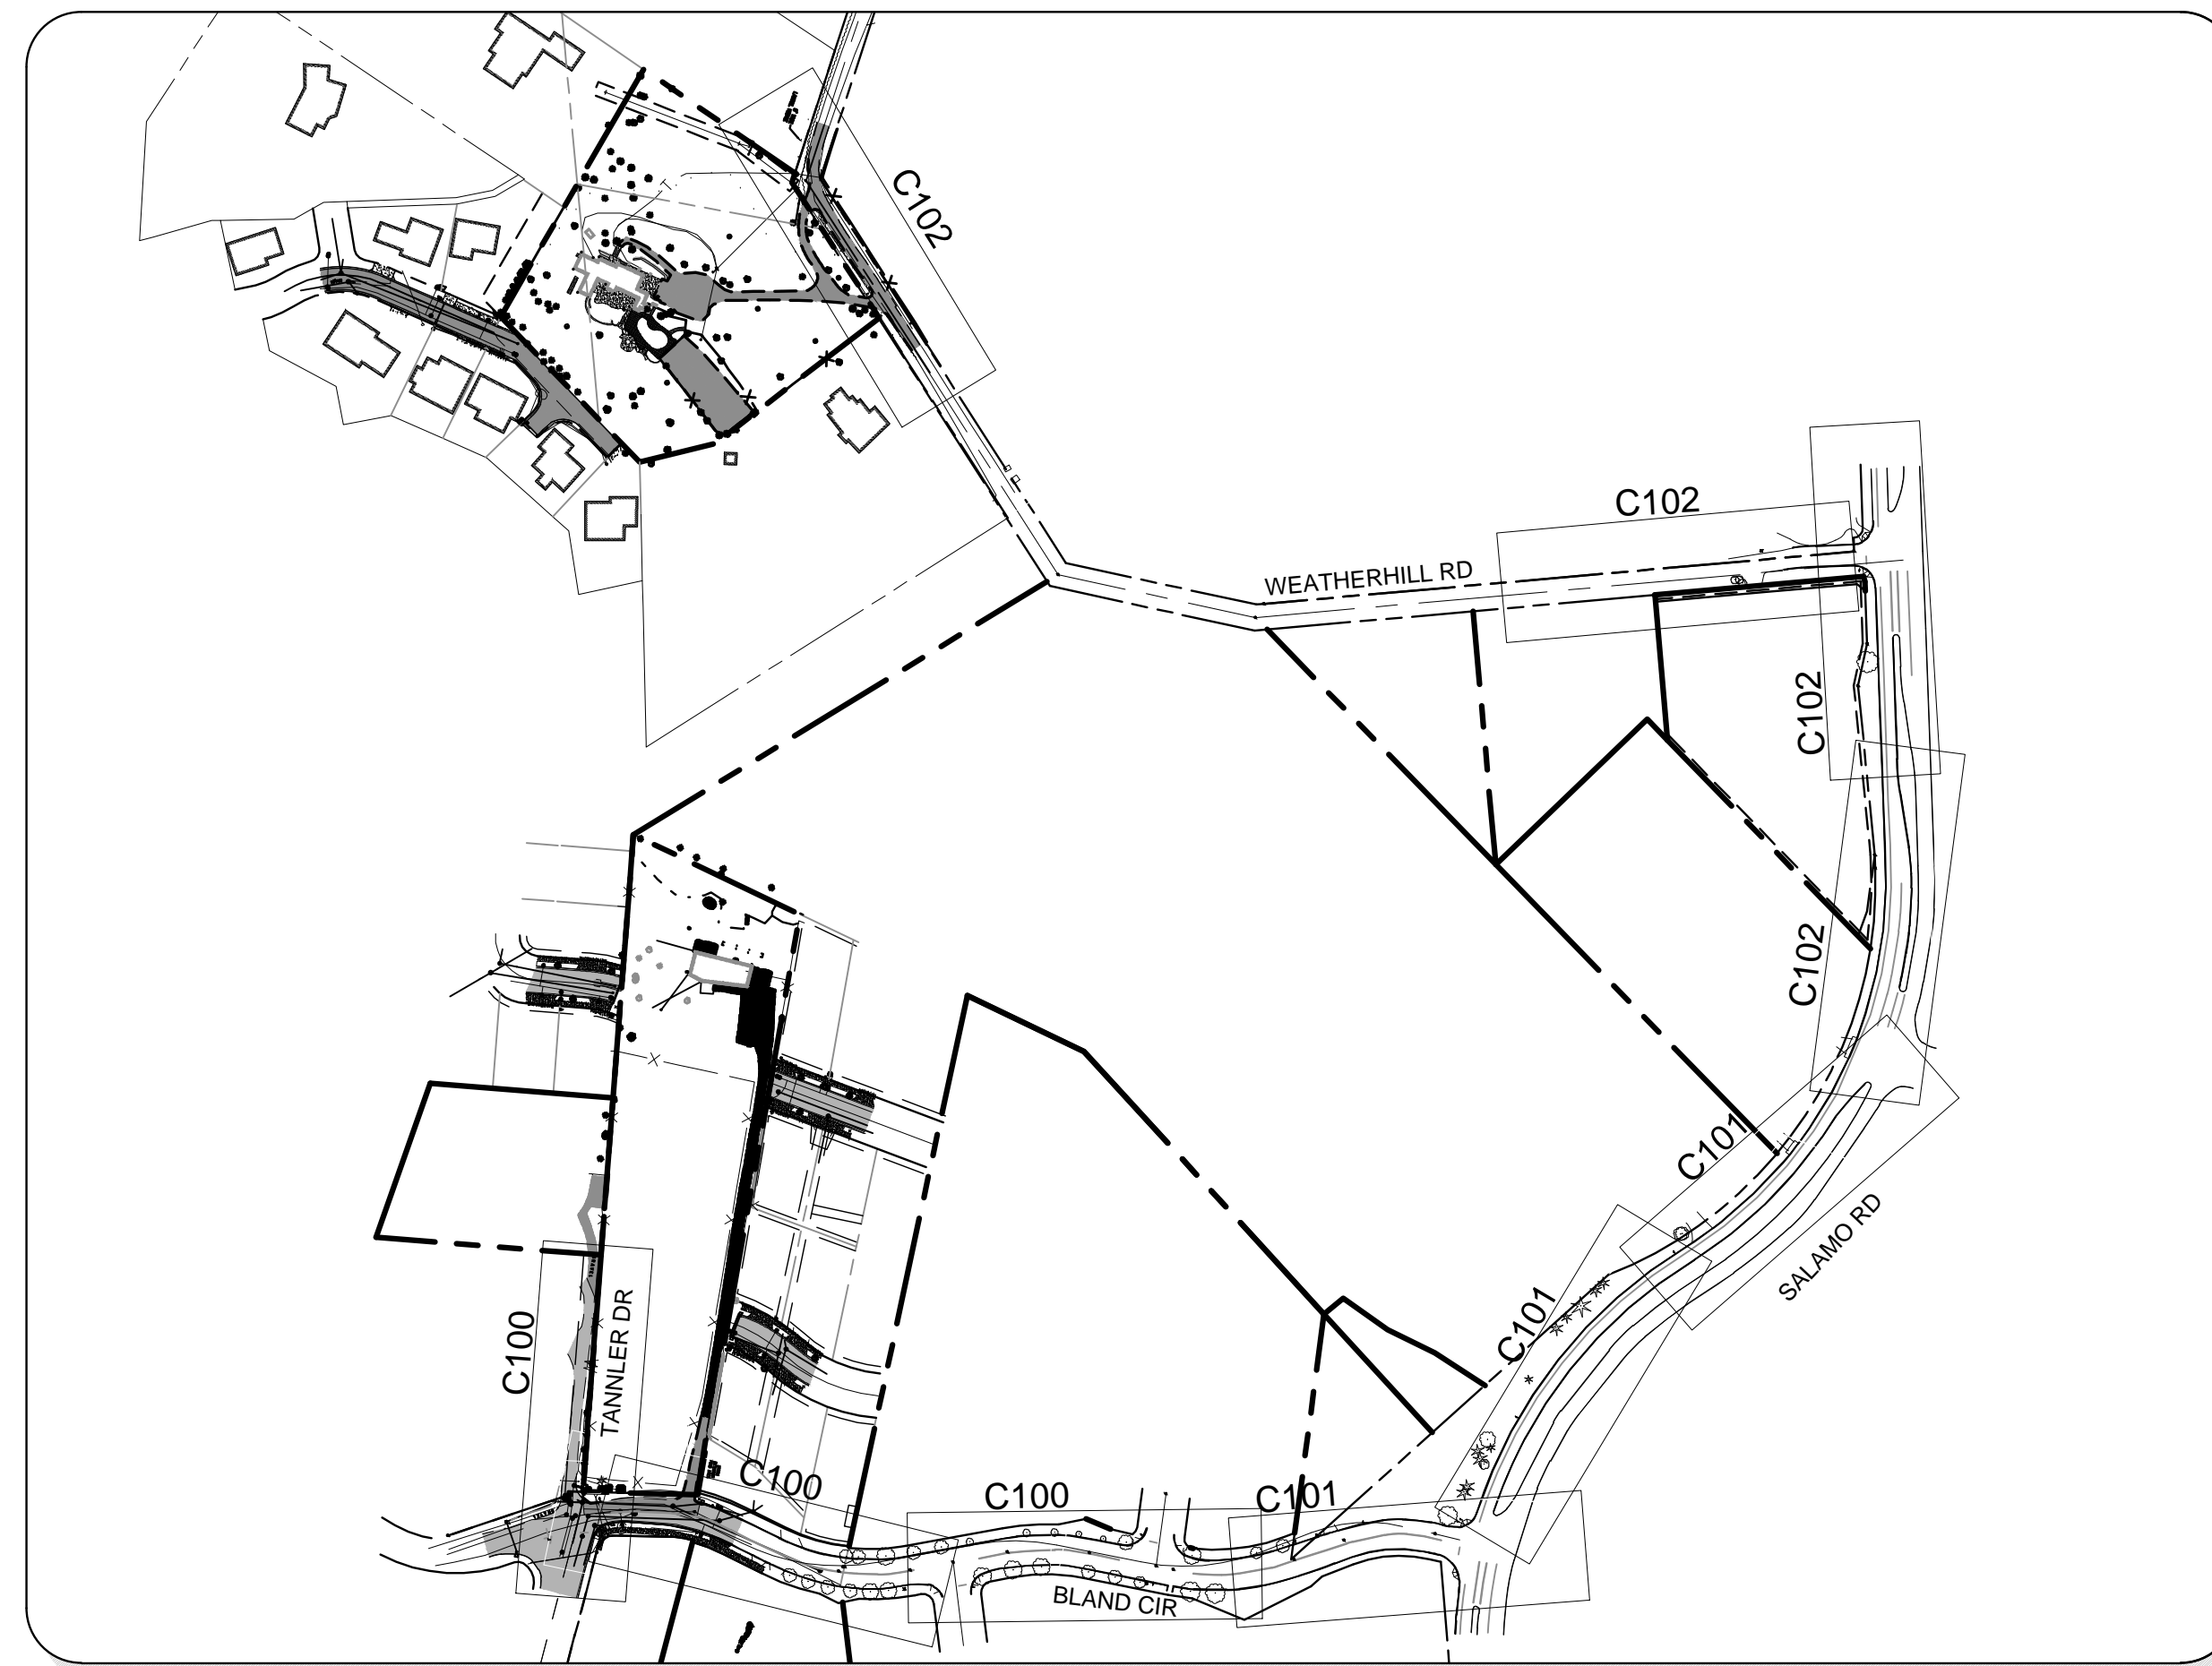 C102
C102
WEATHERHILL RD
C102
C102
C101
SALAMO RD
C101
C100
TANNLER DR
C100
C100
C101
BLAND CIR